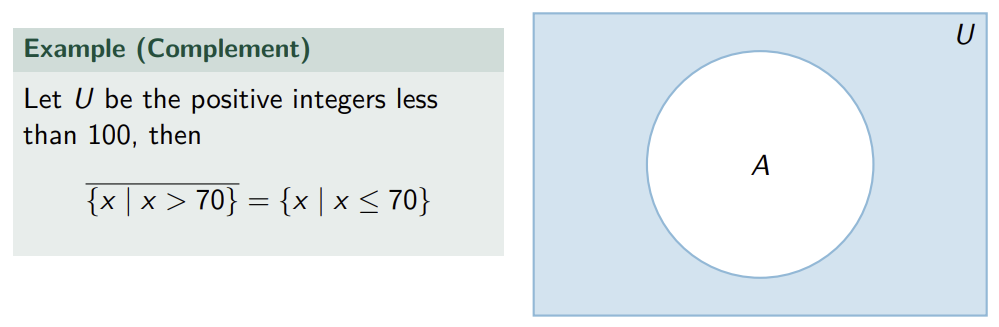 Example (Complement)
Let U be the positive integers less
than 100, then
$\overline{\{x \mid x > 70\}} = \{x \mid x \leq 70\}$
U
A